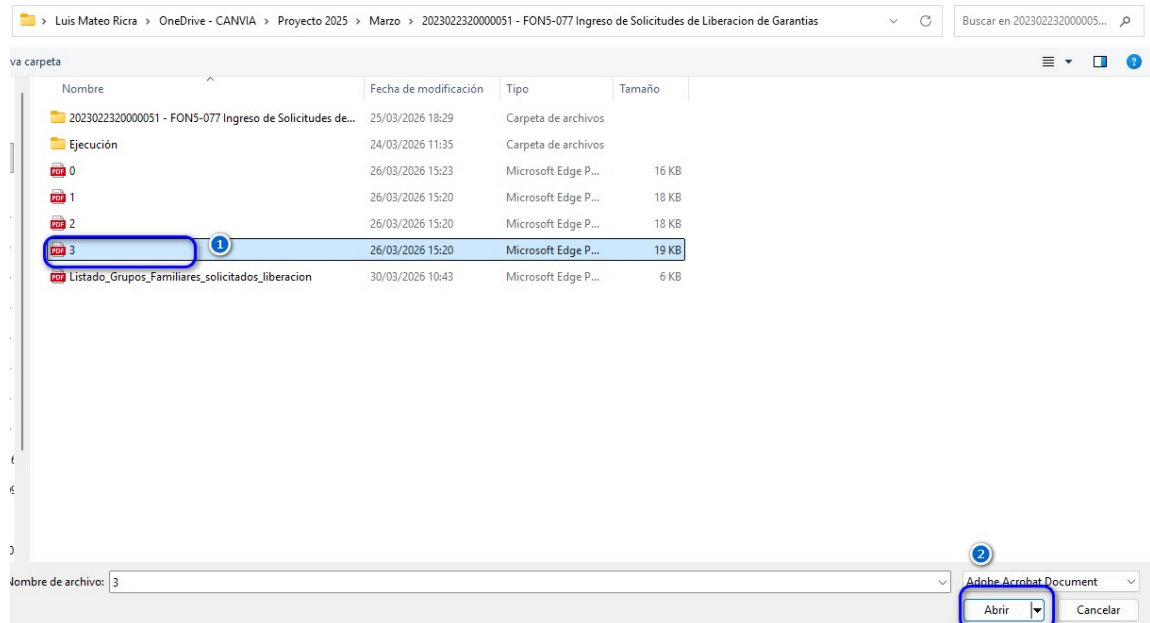 Luis Mateo Ricra > OneDrive - CANVIA > Proyecto 2025 > Marzo > 2023022320000051 - FON5-077 Ingreso de Solicitudes de Liberacion de Garantias Buscar en 202302232000005...
va carpeta
Nombre Fecha de modificación Tipo Tamaño
2023022320000051 - FON5-077 Ingreso de Solicitudes de... 25/03/2026 18:29 Carpeta de archivos
Ejecución 24/03/2026 11:35 Carpeta de archivos
PDF 0 26/03/2026 15:23 Microsoft Edge P... 16 KB
PDF 1 26/03/2026 15:20 Microsoft Edge P... 18 KB
PDF 2 26/03/2026 15:20 Microsoft Edge P... 18 KB
PDF 3 1 26/03/2026 15:20 Microsoft Edge P... 19 KB
PDF Listado_Grupos_Familiares_solicitados_liberacion 30/03/2026 10:43 Microsoft Edge P... 6 KB
2
Nombre de archivo: 3 Adobe Acrobat Document
Abrir Cancelar